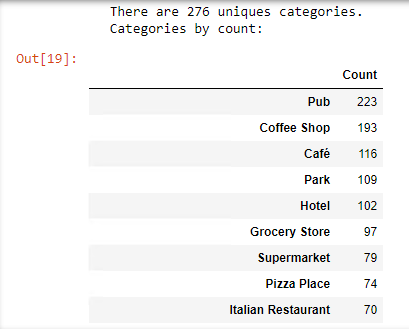 There are 276 uniques categories.
Categories by count:
Out[19]:
Count
Pub 223
Coffee Shop 193
Café 116
Park 109
Hotel 102
Grocery Store 97
Supermarket 79
Pizza Place 74
Italian Restaurant 70